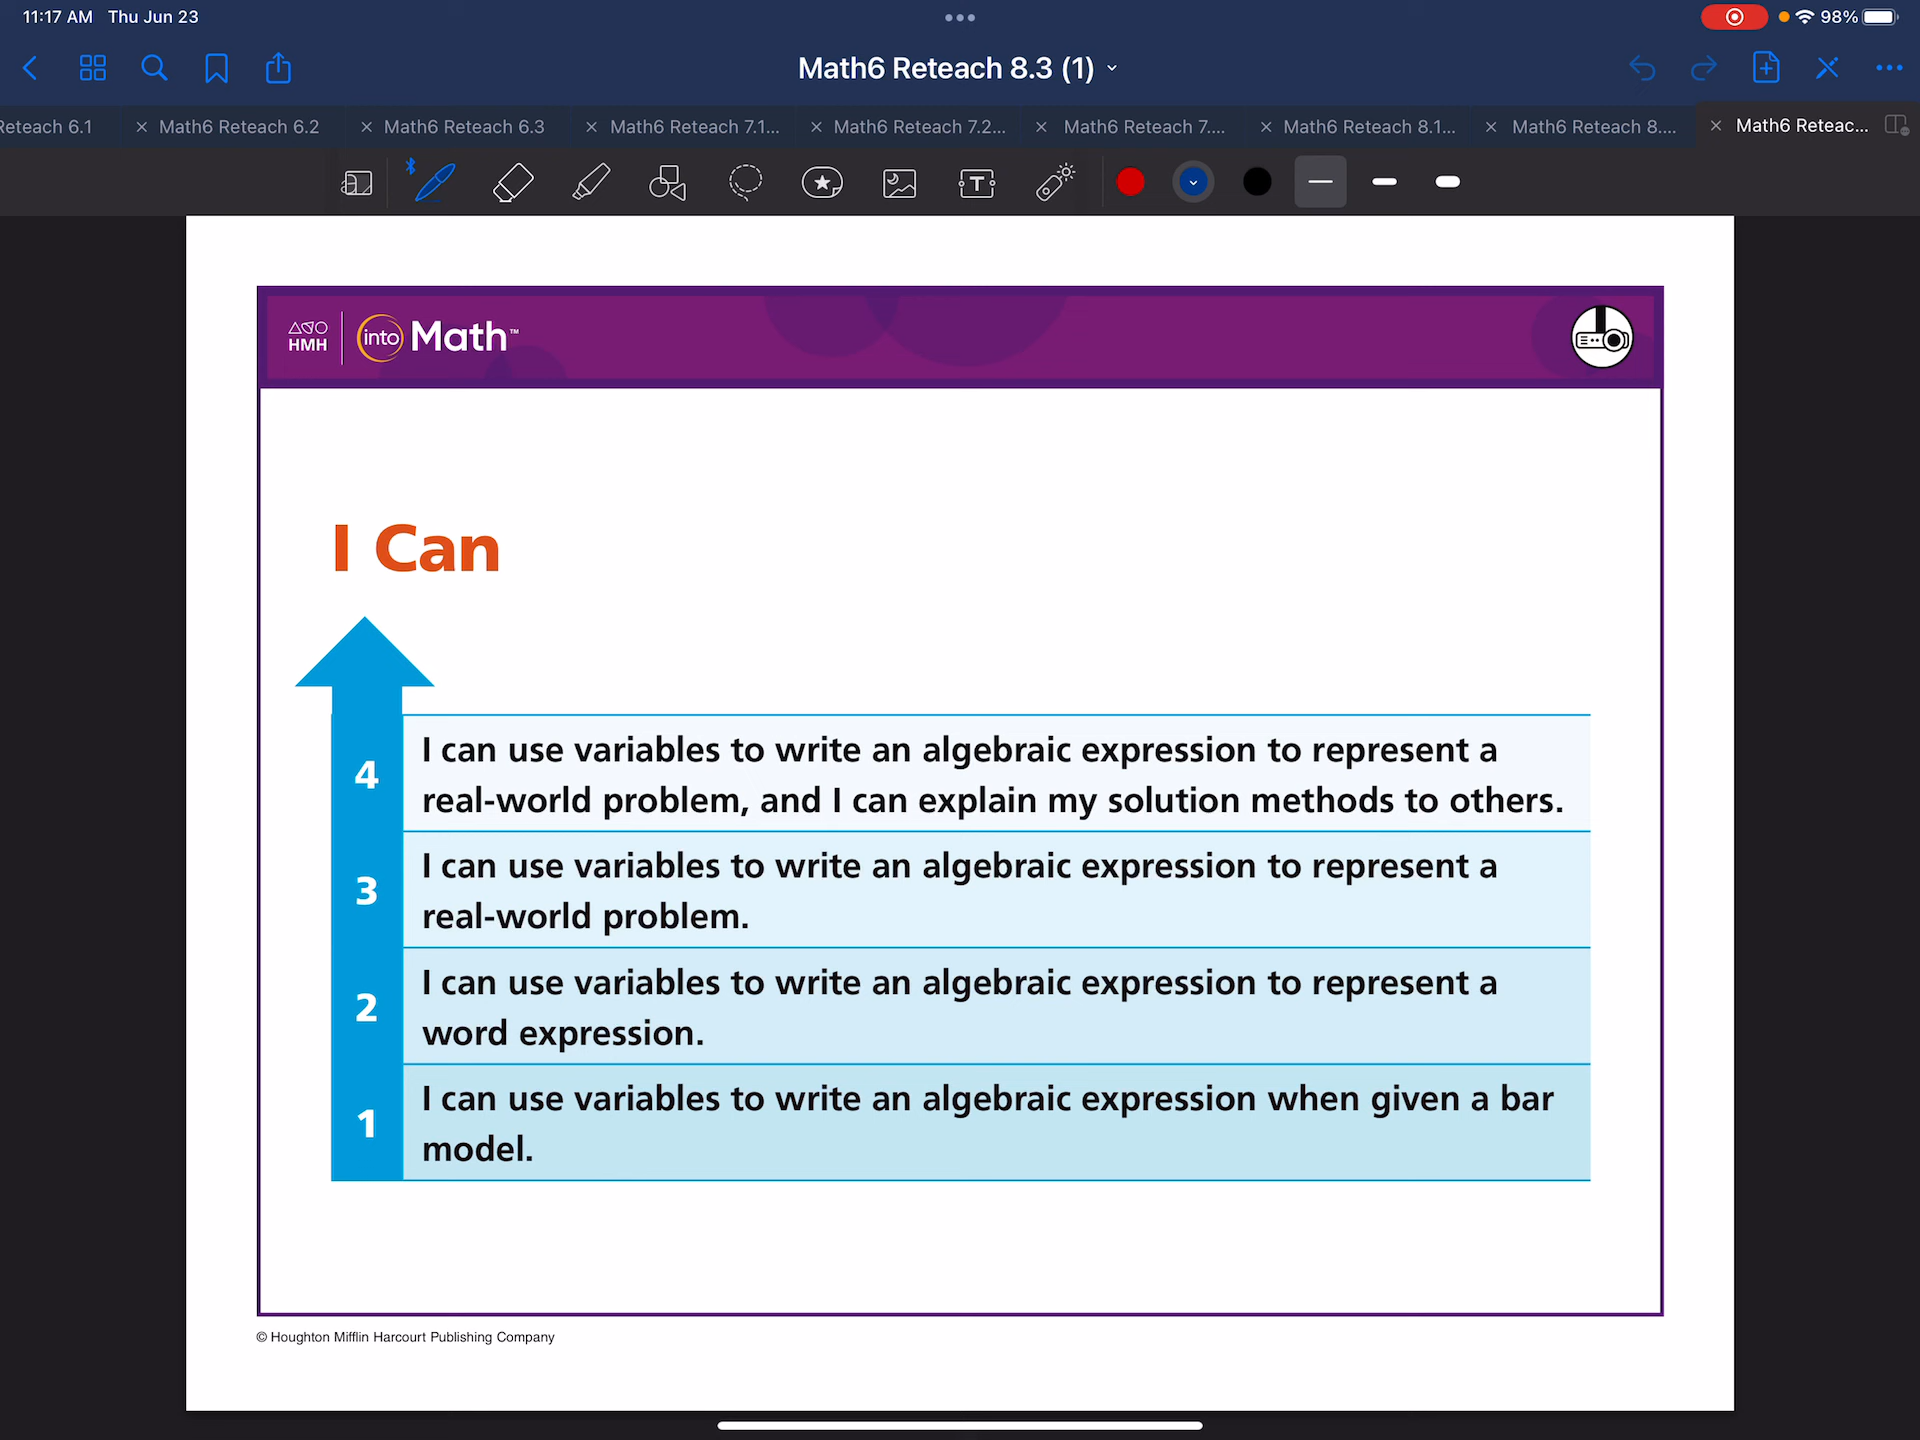 11:17 AM Thu Jun 23
98%
Math6 Reteach 8.3 (1)
Reteach 6.1
Math6 Reteach 6.2
Math6 Reteach 6.3
Math6 Reteach 7.1...
Math6 Reteach 7.2...
Math6 Reteach 7....
Math6 Reteach 8.1...
Math6 Reteach 8....
Math6 Reteac...
T
HMH
into Math™
I Can
4
I can use variables to write an algebraic expression to represent a
real-world problem, and I can explain my solution methods to others.
3
I can use variables to write an algebraic expression to represent a
real-world problem.
2
I can use variables to write an algebraic expression to represent a
word expression.
1
I can use variables to write an algebraic expression when given a bar
model.
© Houghton Mifflin Harcourt Publishing Company